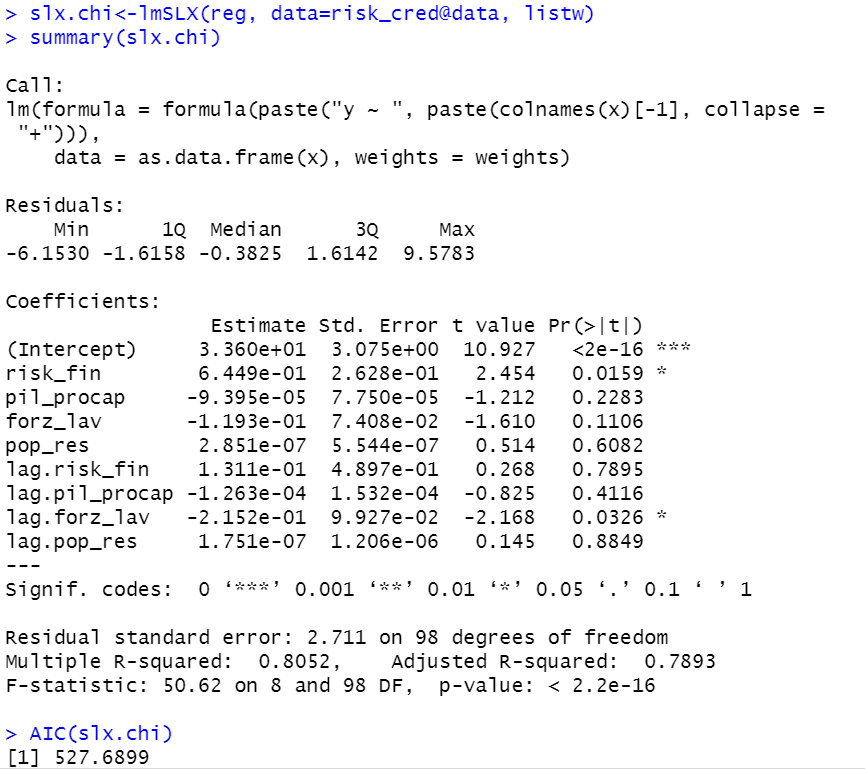 > slx.chi<-lmSLX(reg, data=risk_cred@data, listw)
> summary(slx.chi)

Call:
lm(formula = formula(paste("y ~ ", paste(colnames(x)[-1], collapse =
 "+"))),
    data = as.data.frame(x), weights = weights)

Residuals:
    Min      1Q  Median      3Q     Max
-6.1530 -1.6158 -0.3825  1.6142  9.5783

Coefficients:
                 Estimate Std. Error t value Pr(>|t|)
(Intercept)     3.360e+01  3.075e+00  10.927   <2e-16 ***
risk_fin        6.449e-01  2.628e-01   2.454   0.0159 *
pil_procap     -9.395e-05  7.750e-05  -1.212   0.2283
forz_lav       -1.193e-01  7.408e-02  -1.610   0.1106
pop_res         2.851e-07  5.544e-07   0.514   0.6082
lag.risk_fin    1.311e-01  4.897e-01   0.268   0.7895
lag.pil_procap -1.263e-04  1.532e-04  -0.825   0.4116
lag.forz_lav   -2.152e-01  9.927e-02  -2.168   0.0326 *
lag.pop_res     1.751e-07  1.206e-06   0.145   0.8849
---
Signif. codes:  0 ‘***’ 0.001 ‘**’ 0.01 ‘*’ 0.05 ‘.’ 0.1 ‘ ’ 1

Residual standard error: 2.711 on 98 degrees of freedom
Multiple R-squared:  0.8052,    Adjusted R-squared:  0.7893
F-statistic: 50.62 on 8 and 98 DF,  p-value: < 2.2e-16

> AIC(slx.chi)
[1] 527.6899